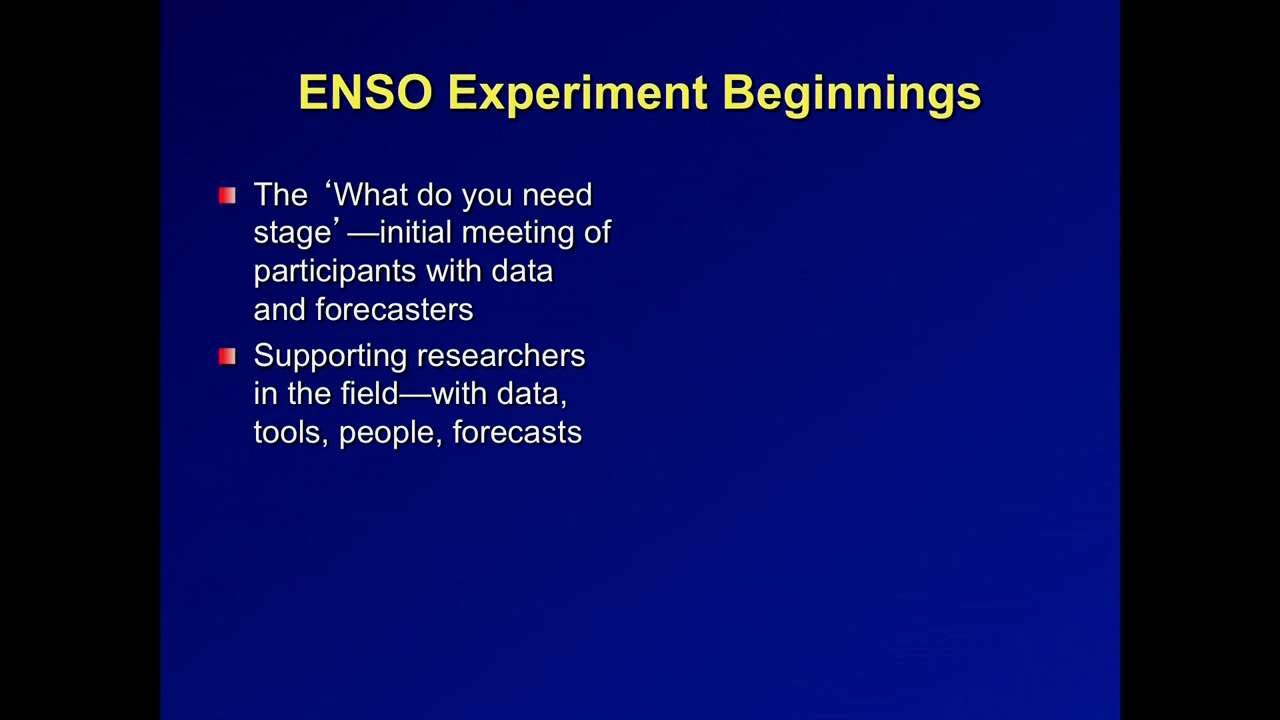 ENSO Experiment Beginnings
The ‘What do you need
stage’—initial meeting of
participants with data
and forecasters
Supporting researchers
in the field—with data,
tools, people, forecasts